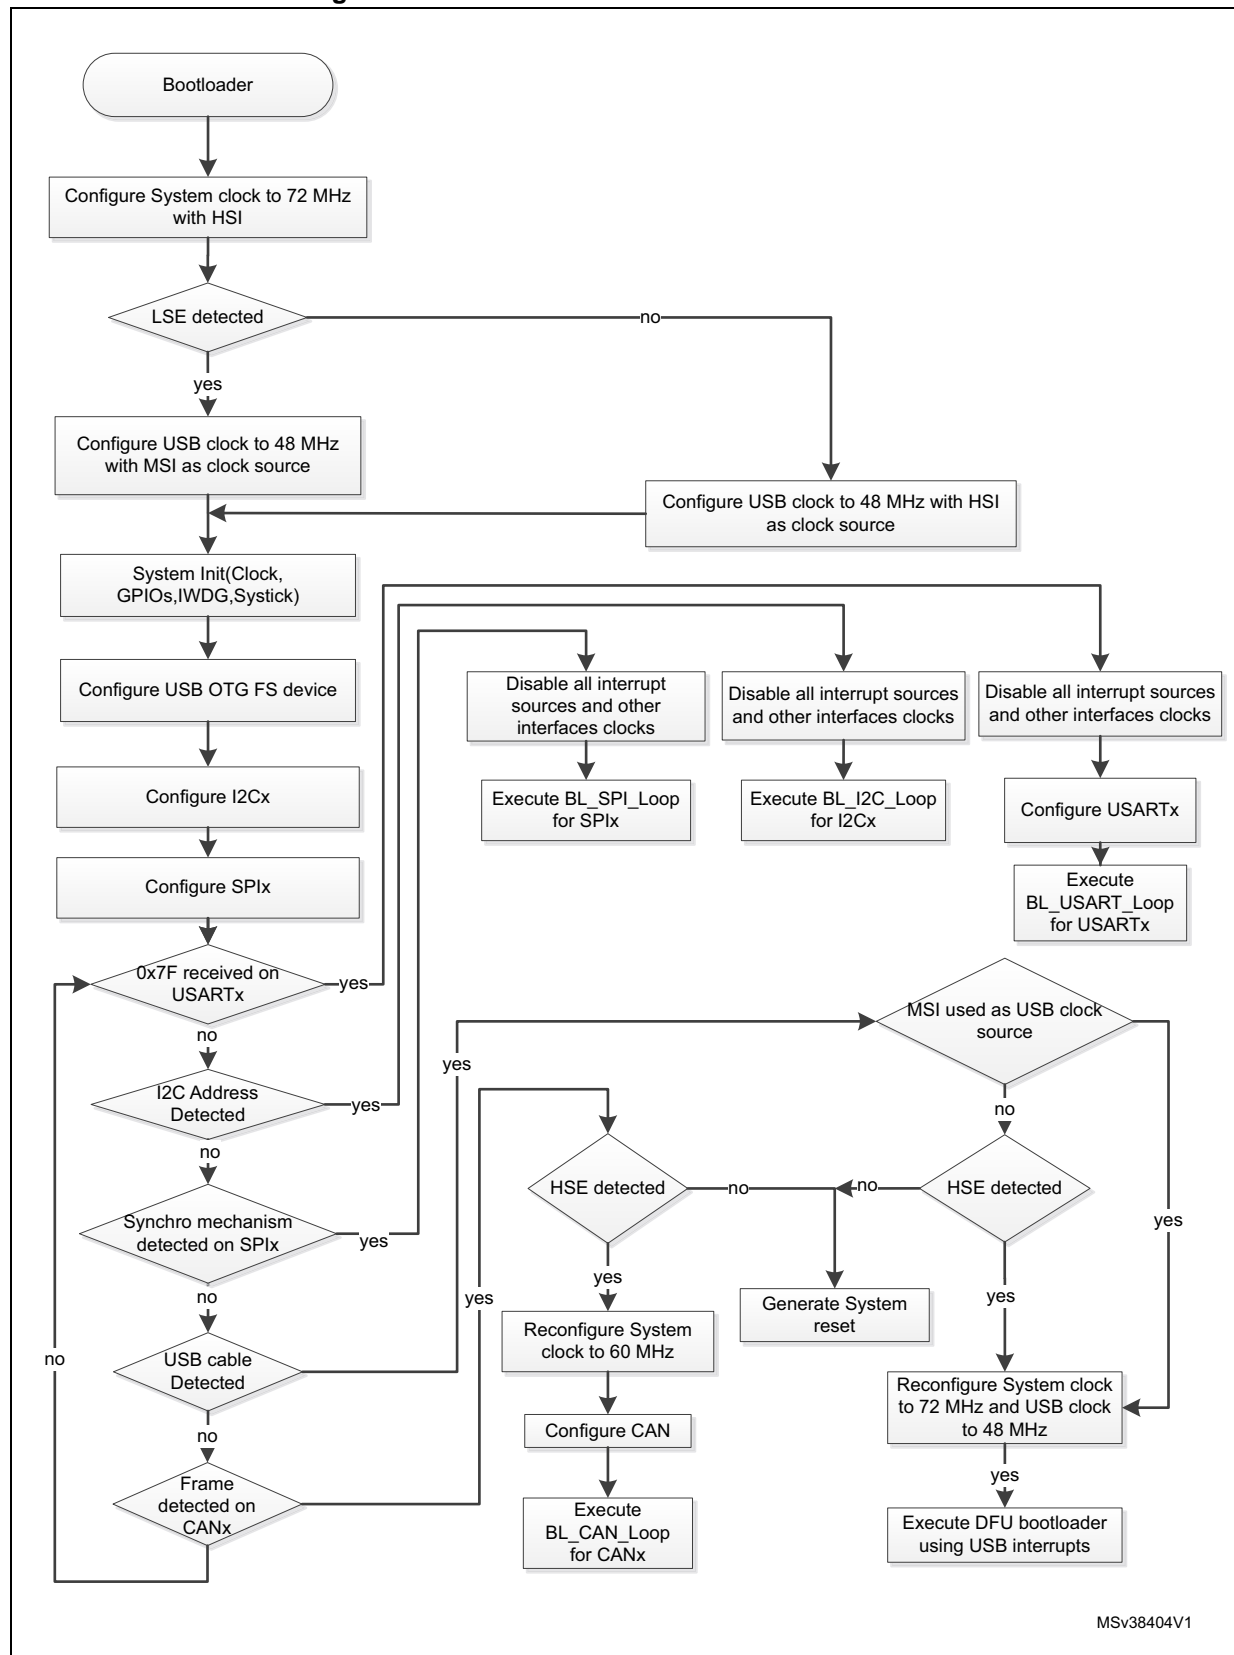 Bootloader
Configure System clock to 72 MHz
with HSI
LSE detected
no
yes
Configure USB clock to 48 MHz
with MSI as clock source
Configure USB clock to 48 MHz with HSI
as clock source
System Init(Clock,
GPIOs,IWDG,Systick)
Configure USB OTG FS device
Disable all interrupt
sources and other
interfaces clocks
Disable all interrupt sources
and other interfaces clocks
Disable all interrupt sources
and other interfaces clocks
Configure I2Cx
Execute BL_SPI_Loop
for SPIx
Execute BL_I2C_Loop
for I2Cx
Configure USARTx
Configure SPIx
Execute
BL_USART_Loop
for USARTx
0x7F received on
USARTx
yes
no
MSI used as USB clock
source
yes
I2C Address
Detected
yes
no
no
HSE detected
no
no
HSE detected
Synchro mechanism
detected on SPIx
yes
yes
no
yes
yes
yes
Generate System
reset
Reconfigure System
clock to 60 MHz
no
USB cable
Detected
Reconfigure System clock
to 72 MHz and USB clock
to 48 MHz
no
Configure CAN
yes
Frame
detected on
CANx
Execute
BL_CAN_Loop
for CANx
Execute DFU bootloader
using USB interrupts
MSv38404V1